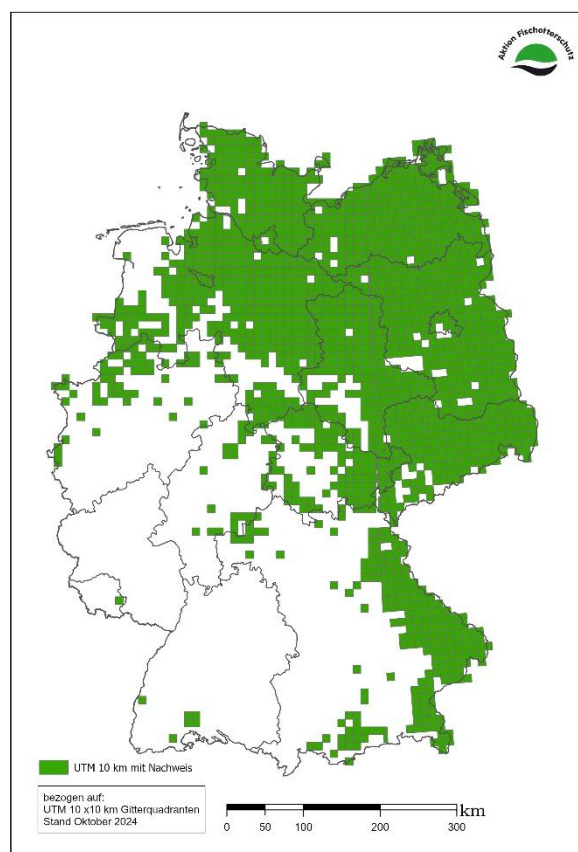 Aktion Fischotterschutz
UTM 10 km mit Nachweis
bezogen auf:
UTM 10 x10 km Gitterquadranten
Stand Oktober 2024
km
0 50 100 200 300